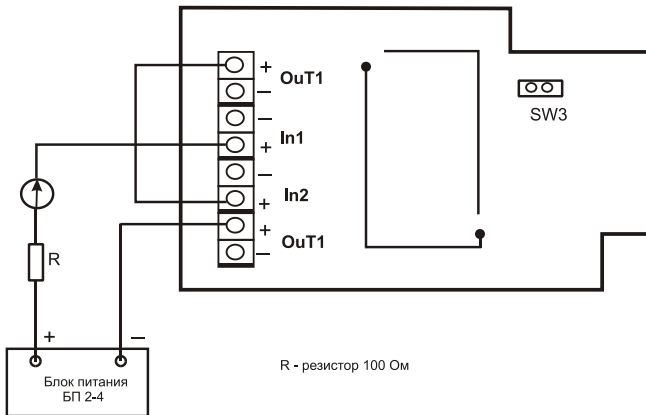 +
OuT1
−
−
In1
+
−
In2
+
+
OuT1
−
SW3
R
+
−
Блок питания
БП 2-4
R - резистор 100 Ом